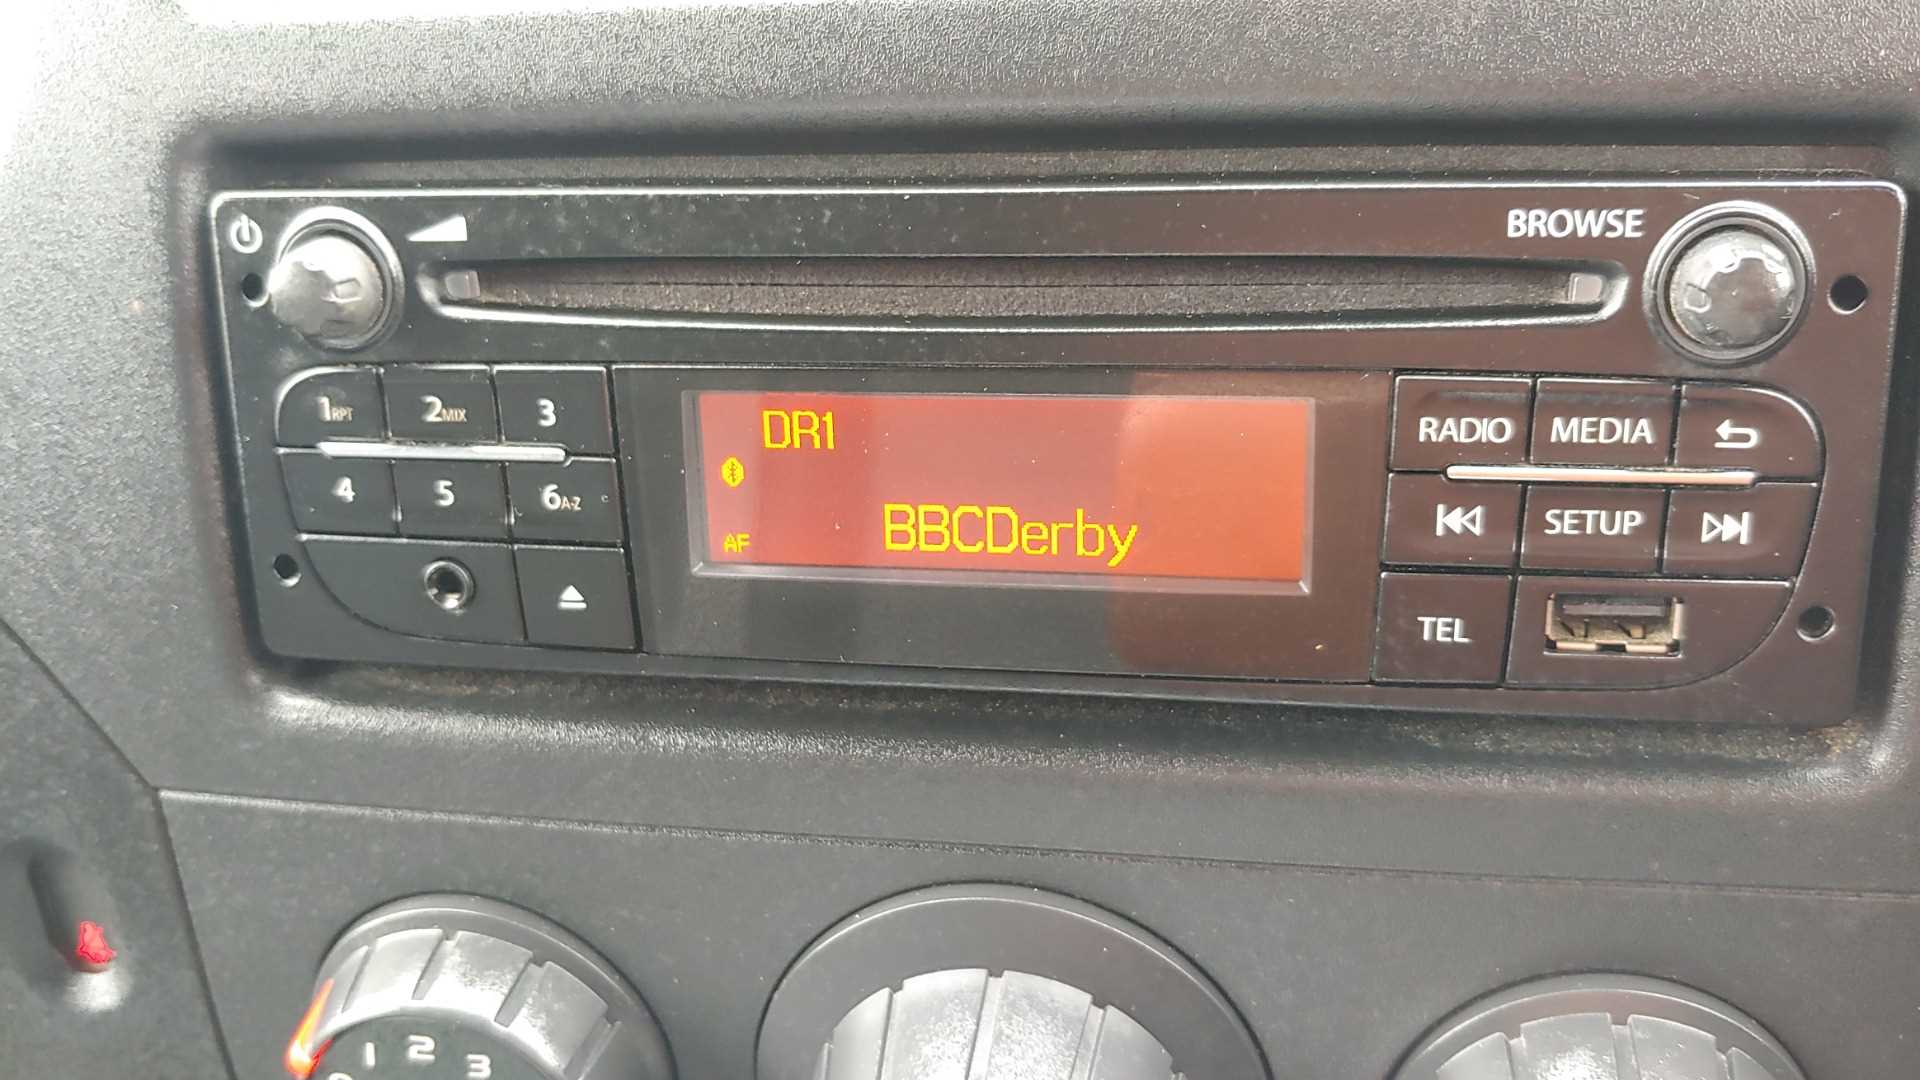 BROWSE
1RPT 2MIX 3
4 5 6A-Z
DR1
AF
BBCDerby
RADIO MEDIA
SETUP
TEL
1 2 3